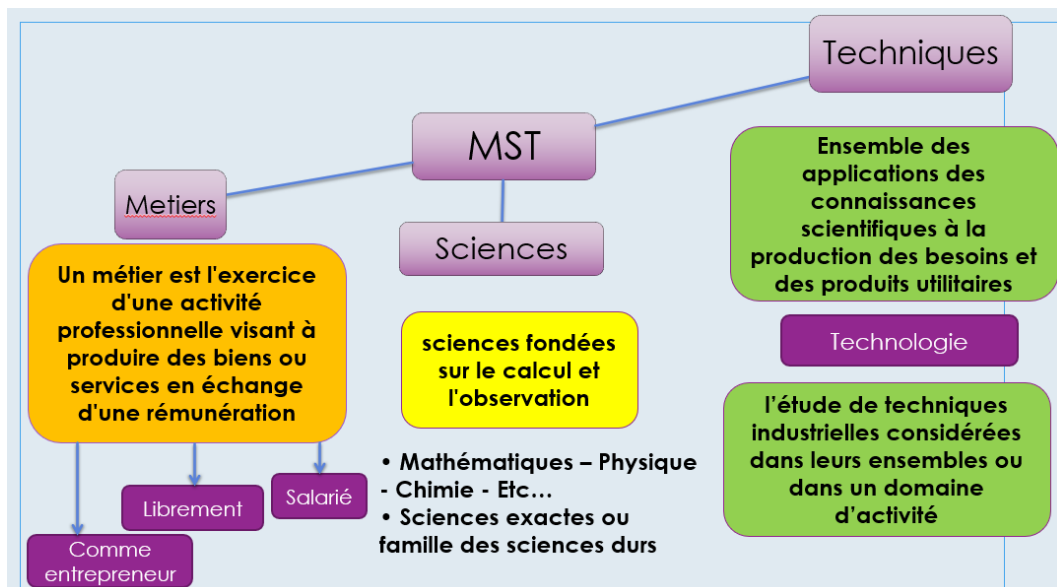 Techniques
MST
Metiers
Sciences
Un métier est l'exercice
d'une activité
professionnelle visant à
produire des biens ou
services en échange
d'une rémunération
Comme
entrepreneur
Librement
Salarié
sciences fondées
sur le calcul et
l'observation
• Mathématiques – Physique
- Chimie - Etc...
• Sciences exactes ou
famille des sciences durs
Ensemble des
applications des
connaissances
scientifiques à la
production des besoins et
des produits utilitaires
Technologie
l’étude de techniques
industrielles considérées
dans leurs ensembles ou
dans un domaine
d’activité